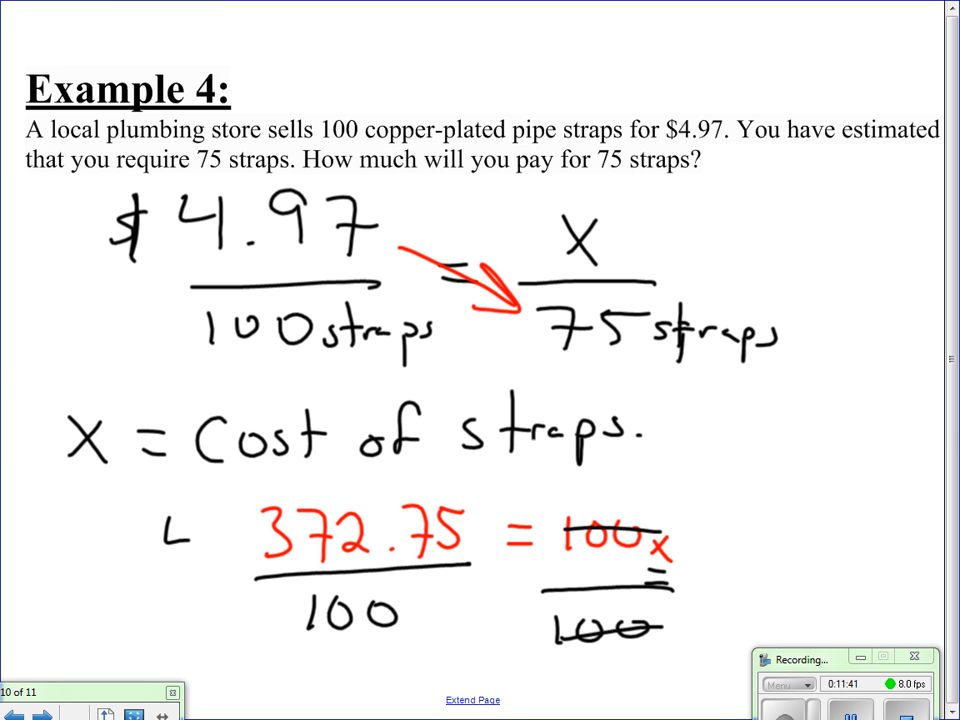 Example 4:
A local plumbing store sells 100 copper-plated pipe straps for $4.97. You have estimated
that you require 75 straps. How much will you pay for 75 straps?
$4.97 = X
100 straps 75 straps
X = Cost of straps.
372.75 = 100x
100 100
Recording...
Menu 0:11:41 8.0 fps
10 of 11
Extend Page